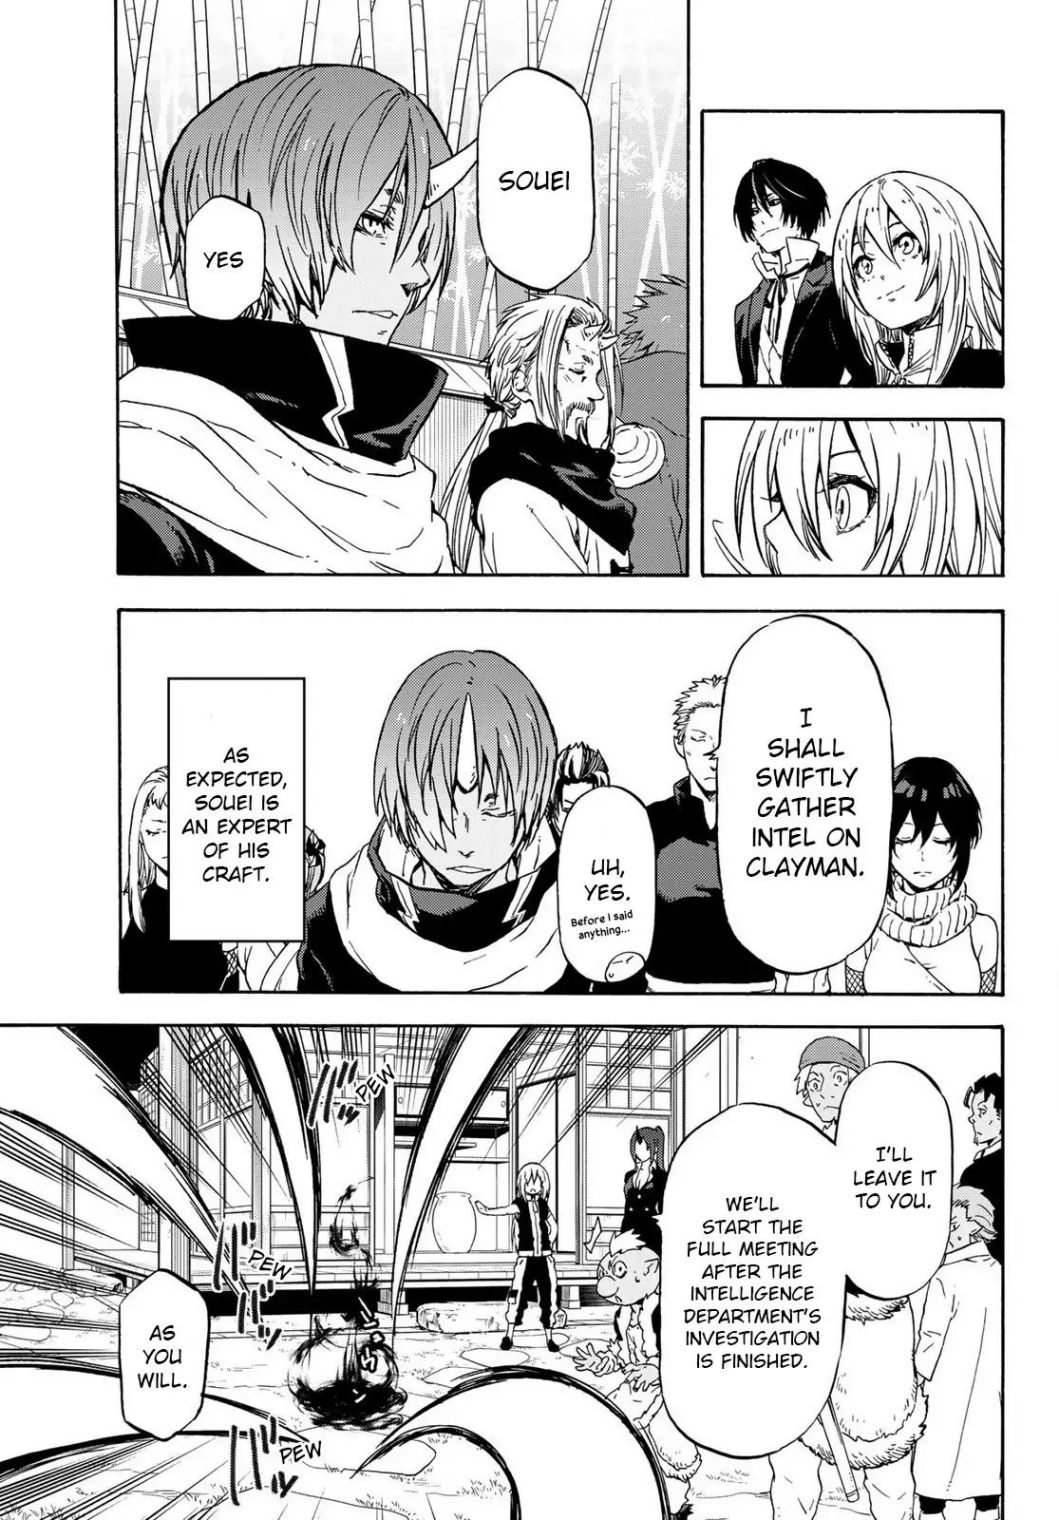 SOUEI
YES
I
SHALL
SWIFTLY
GATHER
INTEL ON
CLAYMAN.
UH,
YES.
Before I said
anything...
AS
EXPECTED,
SOUEI IS
AN EXPERT
OF HIS
CRAFT.
I'LL
LEAVE IT
TO YOU.
WE'LL
START THE
FULL MEETING
AFTER THE
INTELLIGENCE
DEPARTMENT'S
INVESTIGATION
IS FINISHED.
PEW
PEW
AS
YOU
WILL.
PEW